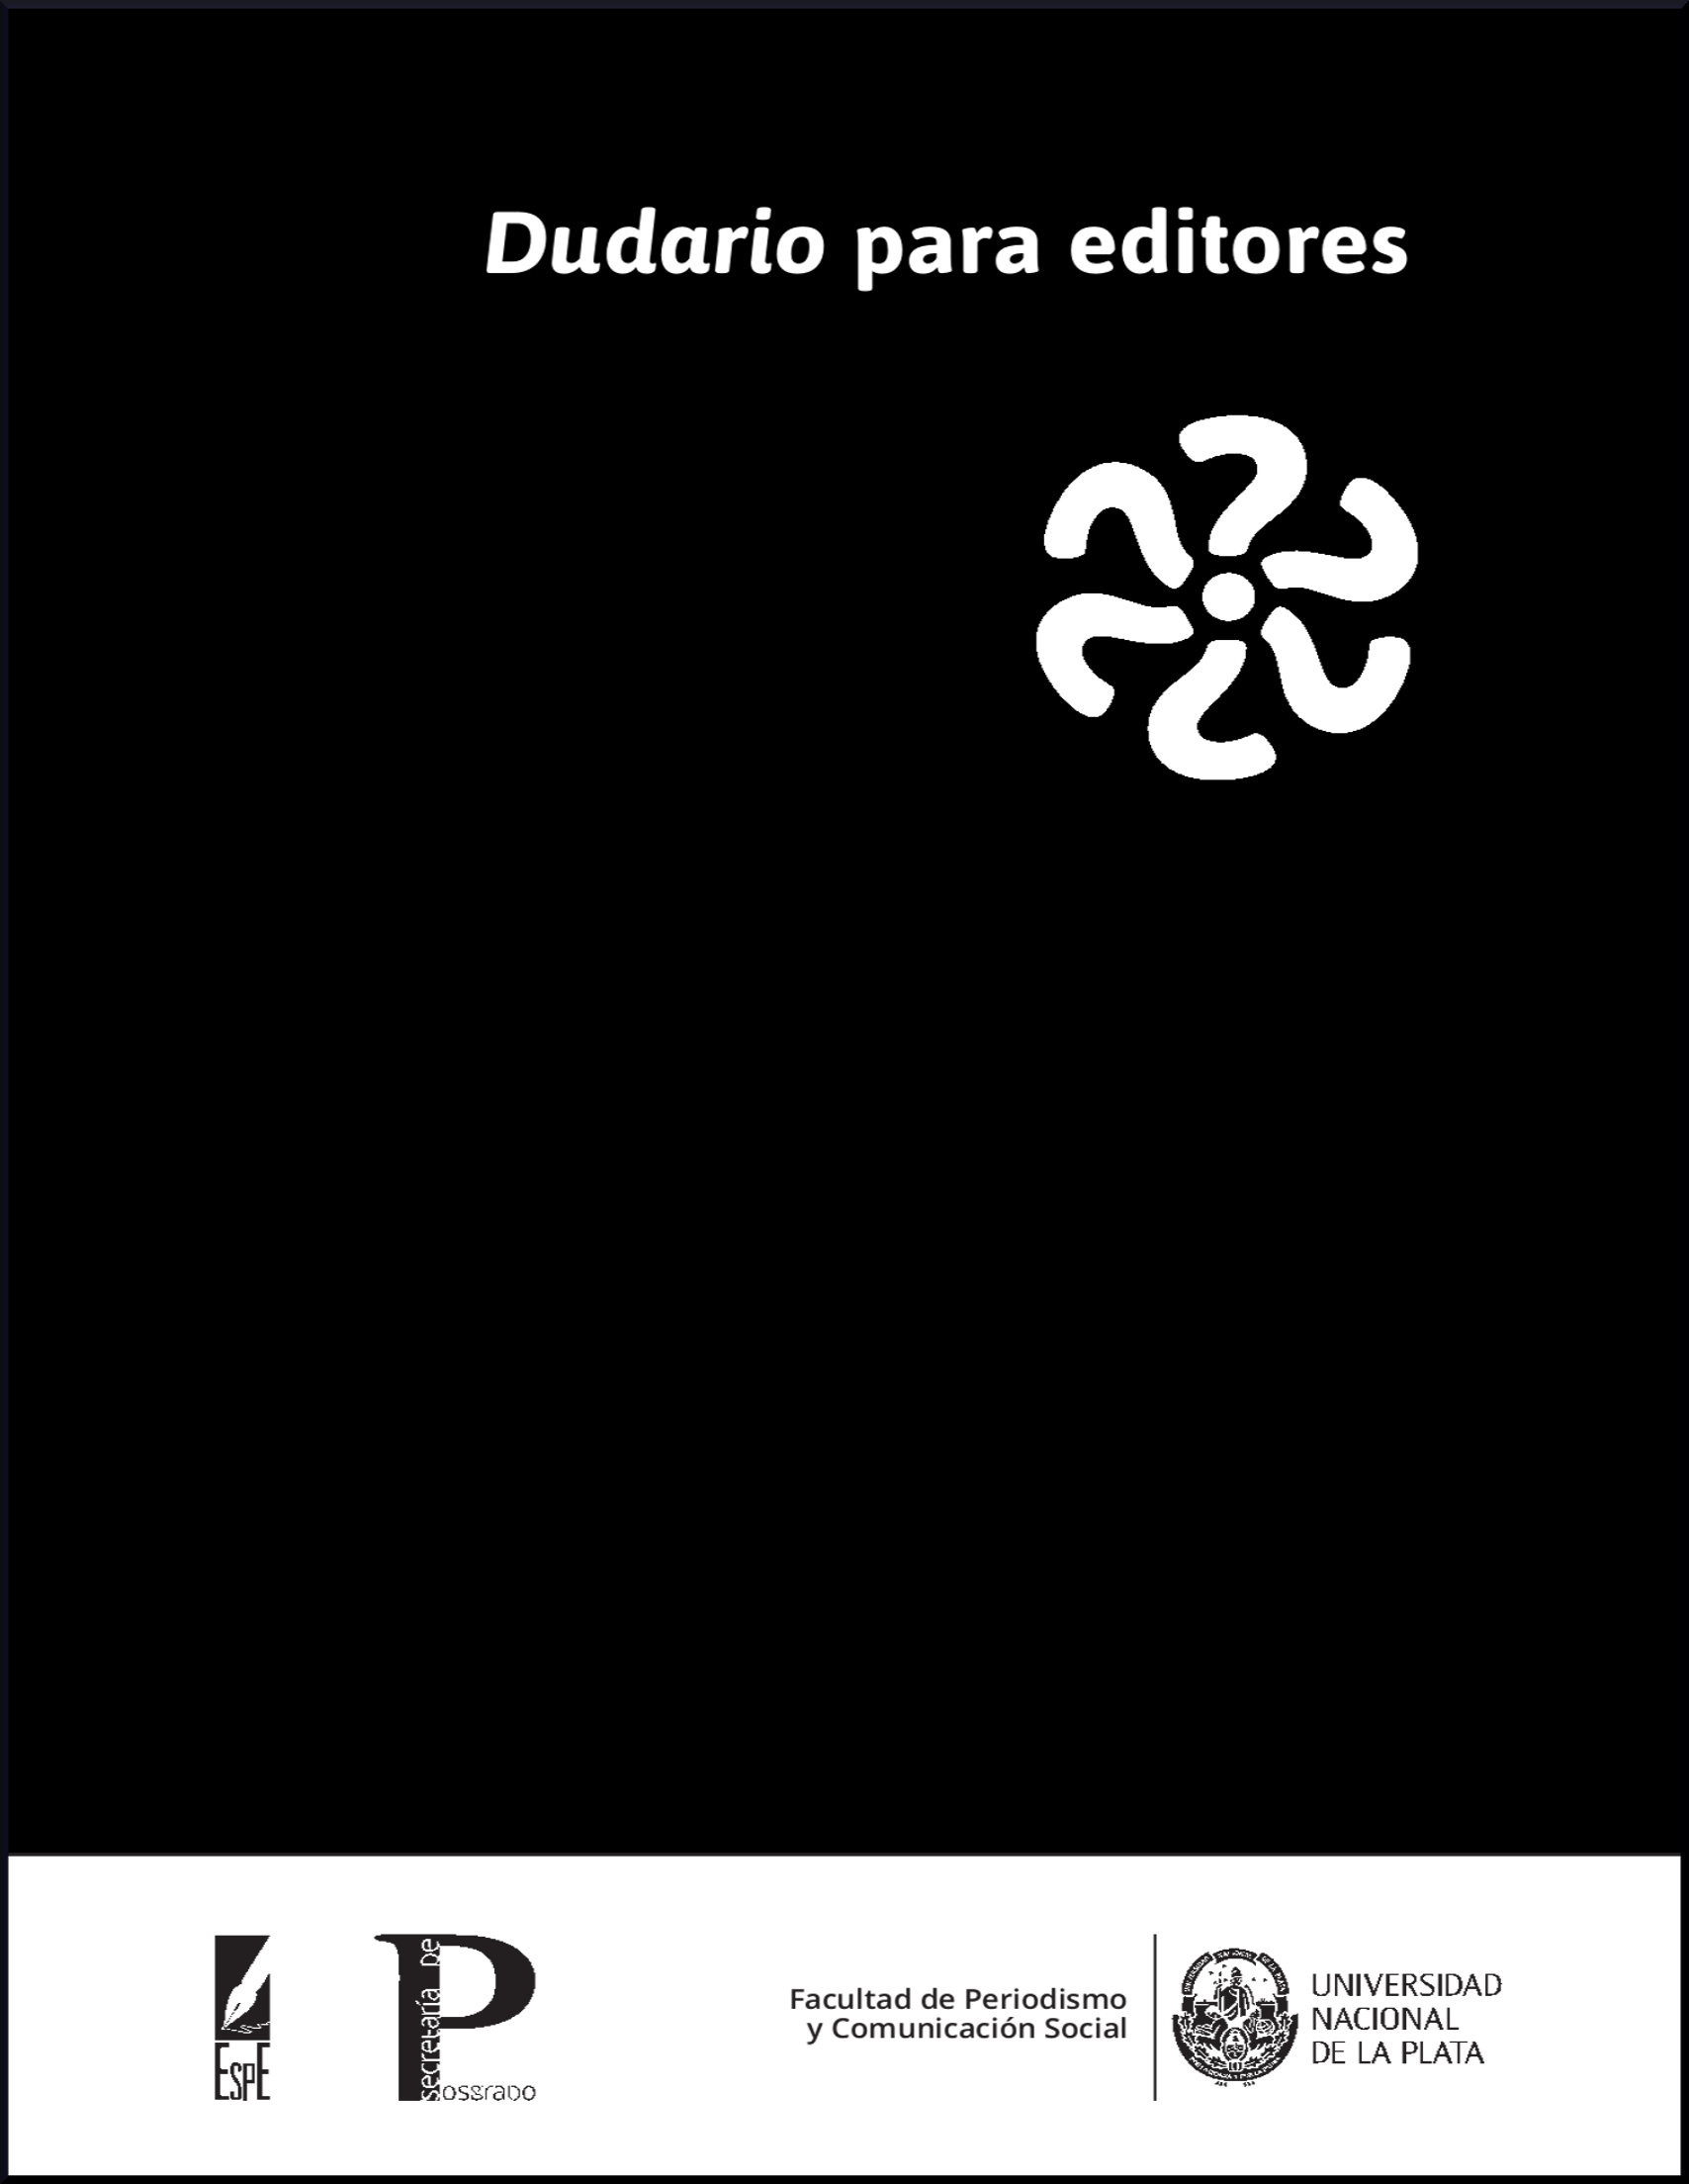 Dudario para editores
EspE
secretaría de
Posgrado
Facultad de Periodismo
y Comunicación Social
UNIVERSIDAD
NACIONAL
DE LA PLATA